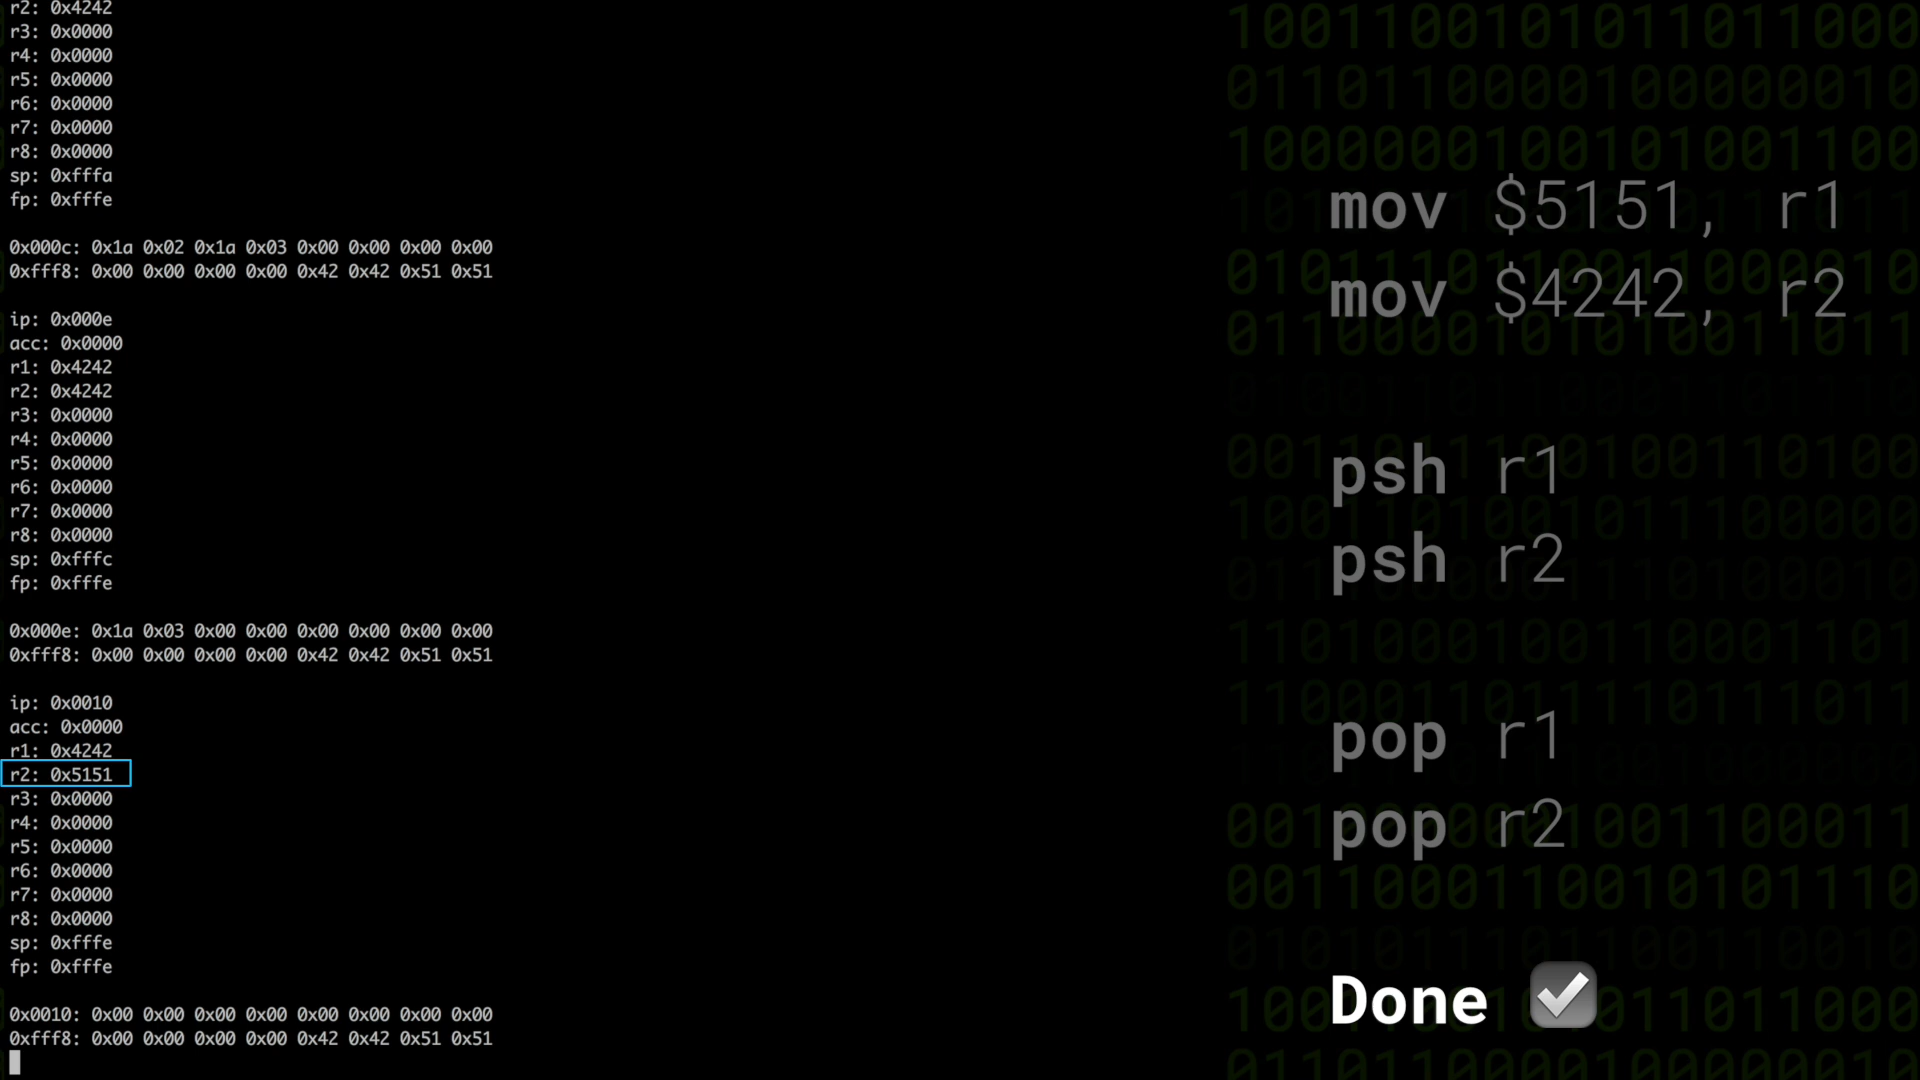 r2: 0x4242
r3: 0x0000
r4: 0x0000
r5: 0x0000
r6: 0x0000
r7: 0x0000
r8: 0x0000
sp: 0xfffa
fp: 0xfffe
0x000c: 0x1a 0x02 0x1a 0x03 0x00 0x00 0x00 0x00
0xfff8: 0x00 0x00 0x00 0x00 0x42 0x42 0x51 0x51
ip: 0x000e
acc: 0x0000
r1: 0x4242
r2: 0x4242
r3: 0x0000
r4: 0x0000
r5: 0x0000
r6: 0x0000
r7: 0x0000
r8: 0x0000
sp: 0xfffc
fp: 0xfffe
0x000e: 0x1a 0x03 0x00 0x00 0x00 0x00 0x00 0x00
0xfff8: 0x00 0x00 0x00 0x00 0x42 0x42 0x51 0x51
ip: 0x0010
acc: 0x0000
r1: 0x4242
r2: 0x5151
r3: 0x0000
r4: 0x0000
r5: 0x0000
r6: 0x0000
r7: 0x0000
r8: 0x0000
sp: 0xfffe
fp: 0xfffe
0x0010: 0x00 0x00 0x00 0x00 0x00 0x00 0x00 0x00
0xfff8: 0x00 0x00 0x00 0x00 0x42 0x42 0x51 0x51
mov $5151, r1
mov $4242, r2
psh r1
psh r2
pop r1
pop r2
Done